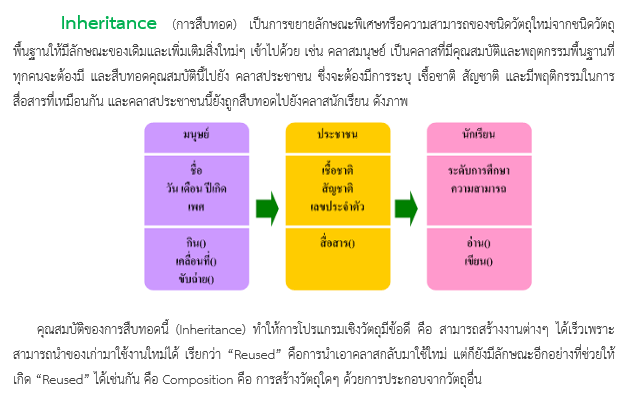 Inheritance (การสืบทอด) เป็นการขยายลักษณะพิเศษหรือความสามารถของชนิดวัตถุใหม่จากชนิดวัตถุ
พื้นฐานให้มีลักษณะของเดิมและเพิ่มเติมสิ่งใหม่ๆ เข้าไปด้วย เช่น คลาสมนุษย์ เป็นคลาสที่มีคุณสมบัติและพฤตกรรมพื้นฐานที่
ทุกคนจะต้องมี และสืบทอดคุณสมบัตินี้ไปยัง คลาสประชาชน ซึ่งจะต้องมีการระบุ เชื้อชาติ สัญชาติ และมีพฤติกรรมในการ
สื่อสารที่เหมือนกัน และคลาสประชาชนนี้ยังถูกสืบทอดไปยังคลาสนักเรียน ดังภาพ
มนุษย์
ชื่อ
วัน เดือน ปีเกิด
เพศ
กิน()
เคลื่อนที่()
ขับถ่าย()
ประชาชน
เชื้อชาติ
สัญชาติ
เลขประจำตัว
สื่อสาร()
นักเรียน
ระดับการศึกษา
ความสามารถ
อ่าน()
เขียน()
คุณสมบัติของการสืบทอดนี้ (Inheritance) ทำให้การโปรแกรมเชิงวัตถุมีข้อดี คือ สามารถสร้างงานต่างๆ ได้เร็วเพราะ
สามารถนำของเก่ามาใช้งานใหม่ได้ เรียกว่า “Reused” คือการนำเอาคลาสกลับมาใช้ใหม่ แต่ก็ยังมีลักษณะอีกอย่างที่ช่วยให้
เกิด “Reused” ได้เช่นกัน คือ Composition คือ การสร้างวัตถุใดๆ ด้วยการประกอบจากวัตถุอื่น